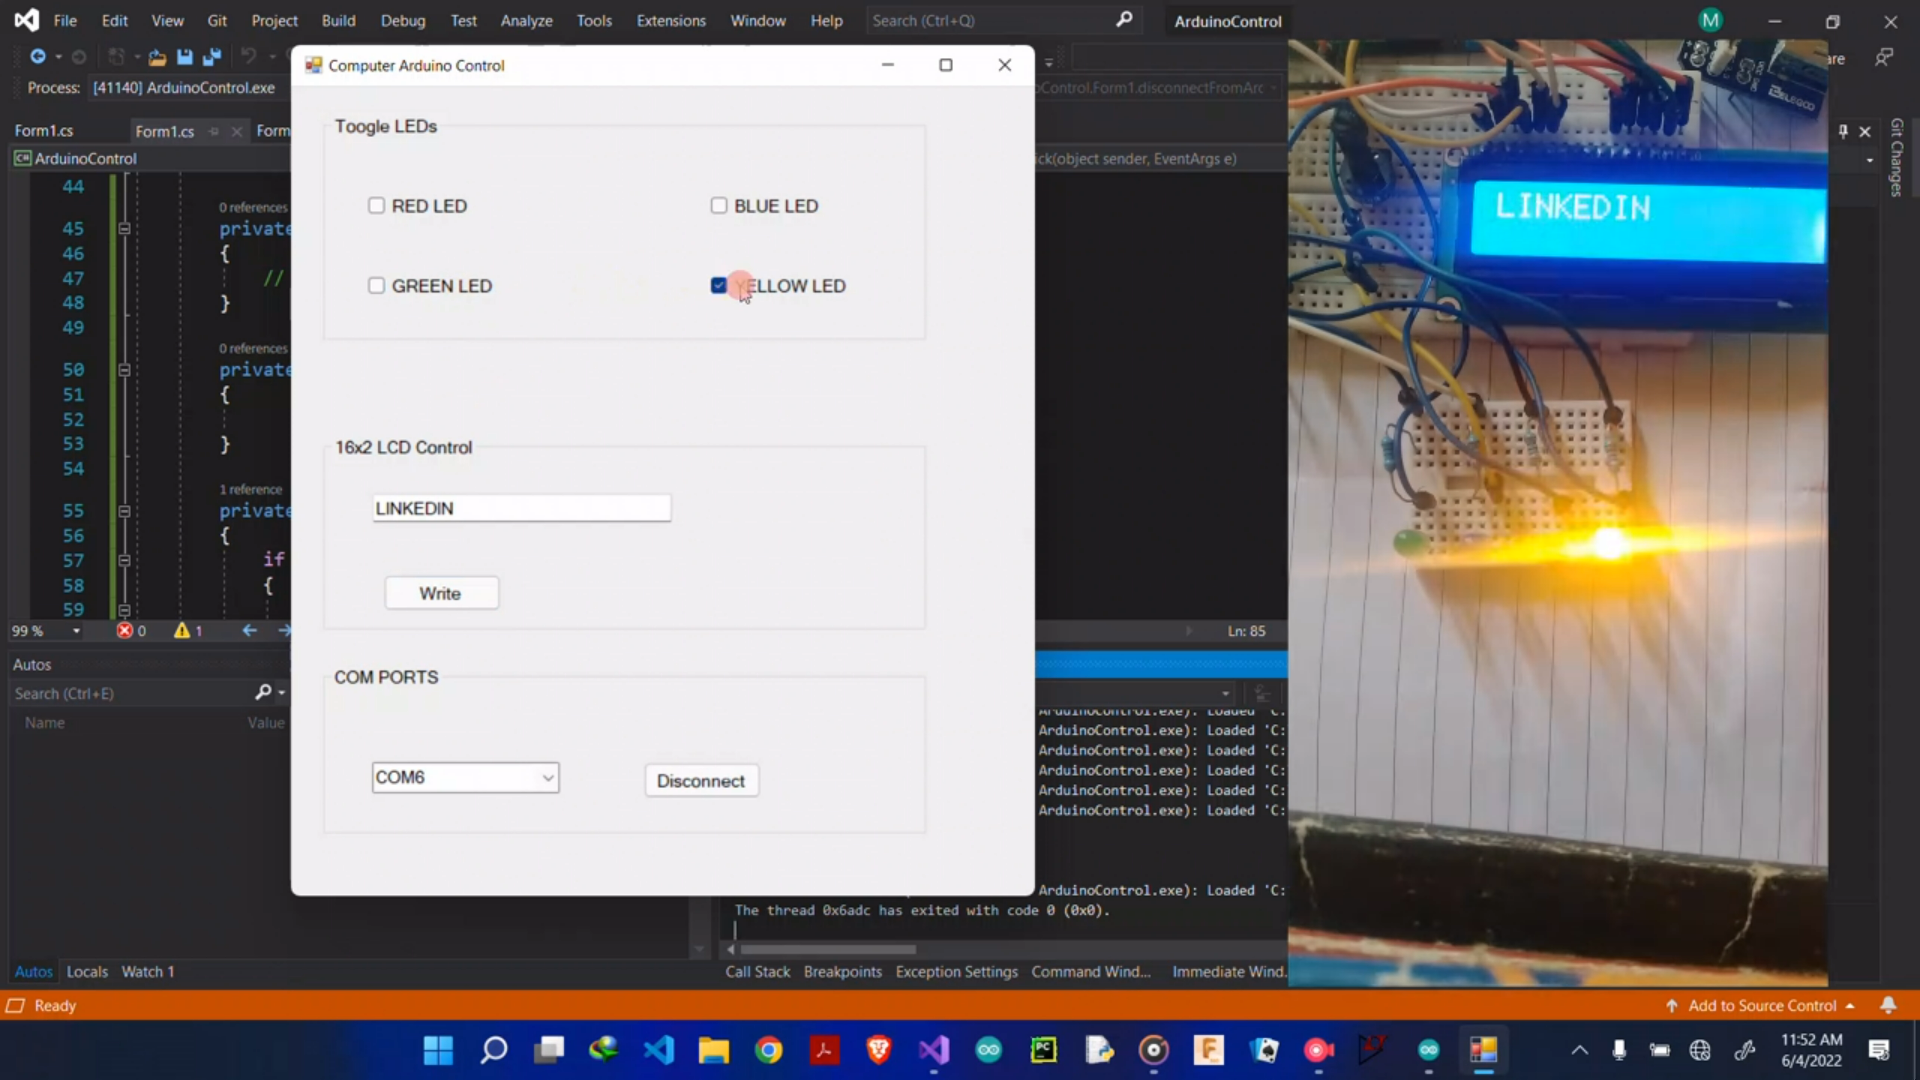 File Edit View Git Project Build Debug Test Analyze Tools Extensions Window Help Search (Ctrl+Q) ArduinoControl M
Process: [41140] ArduinoControl.exe
Form1.cs Form1.cs Form
ArduinoControl
44
0 references
45 private
46 {
47 //
48 }
49
0 references
50 private
51 {
52
53 }
54
1 reference
55 private
56 {
57 if
58 {
59
99 % 0 1 Ln: 85
Computer Arduino Control
Toogle LEDs
RED LED BLUE LED
GREEN LED YELLOW LED
16x2 LCD Control
LINKEDIN
Write
COM PORTS
COM6 Disconnect
oControl.Form1.disconnectFromArc
ick(object sender, EventArgs e)
are
Git Changes
ELEGOO
LINKEDIN
Autos
Search (Ctrl+E)
Name Value
ArduinoControl.exe): Loaded 'C:
ArduinoControl.exe): Loaded 'C:
ArduinoControl.exe): Loaded 'C:
ArduinoControl.exe): Loaded 'C:
ArduinoControl.exe): Loaded 'C:
ArduinoControl.exe): Loaded 'C:
ArduinoControl.exe): Loaded 'C:
The thread 0x6adc has exited with code 0 (0x0).
Autos Locals Watch 1
Call Stack Breakpoints Exception Settings Command Wind... Immediate Wind.
Ready Add to Source Control
PC F
11:52 AM
6/4/2022